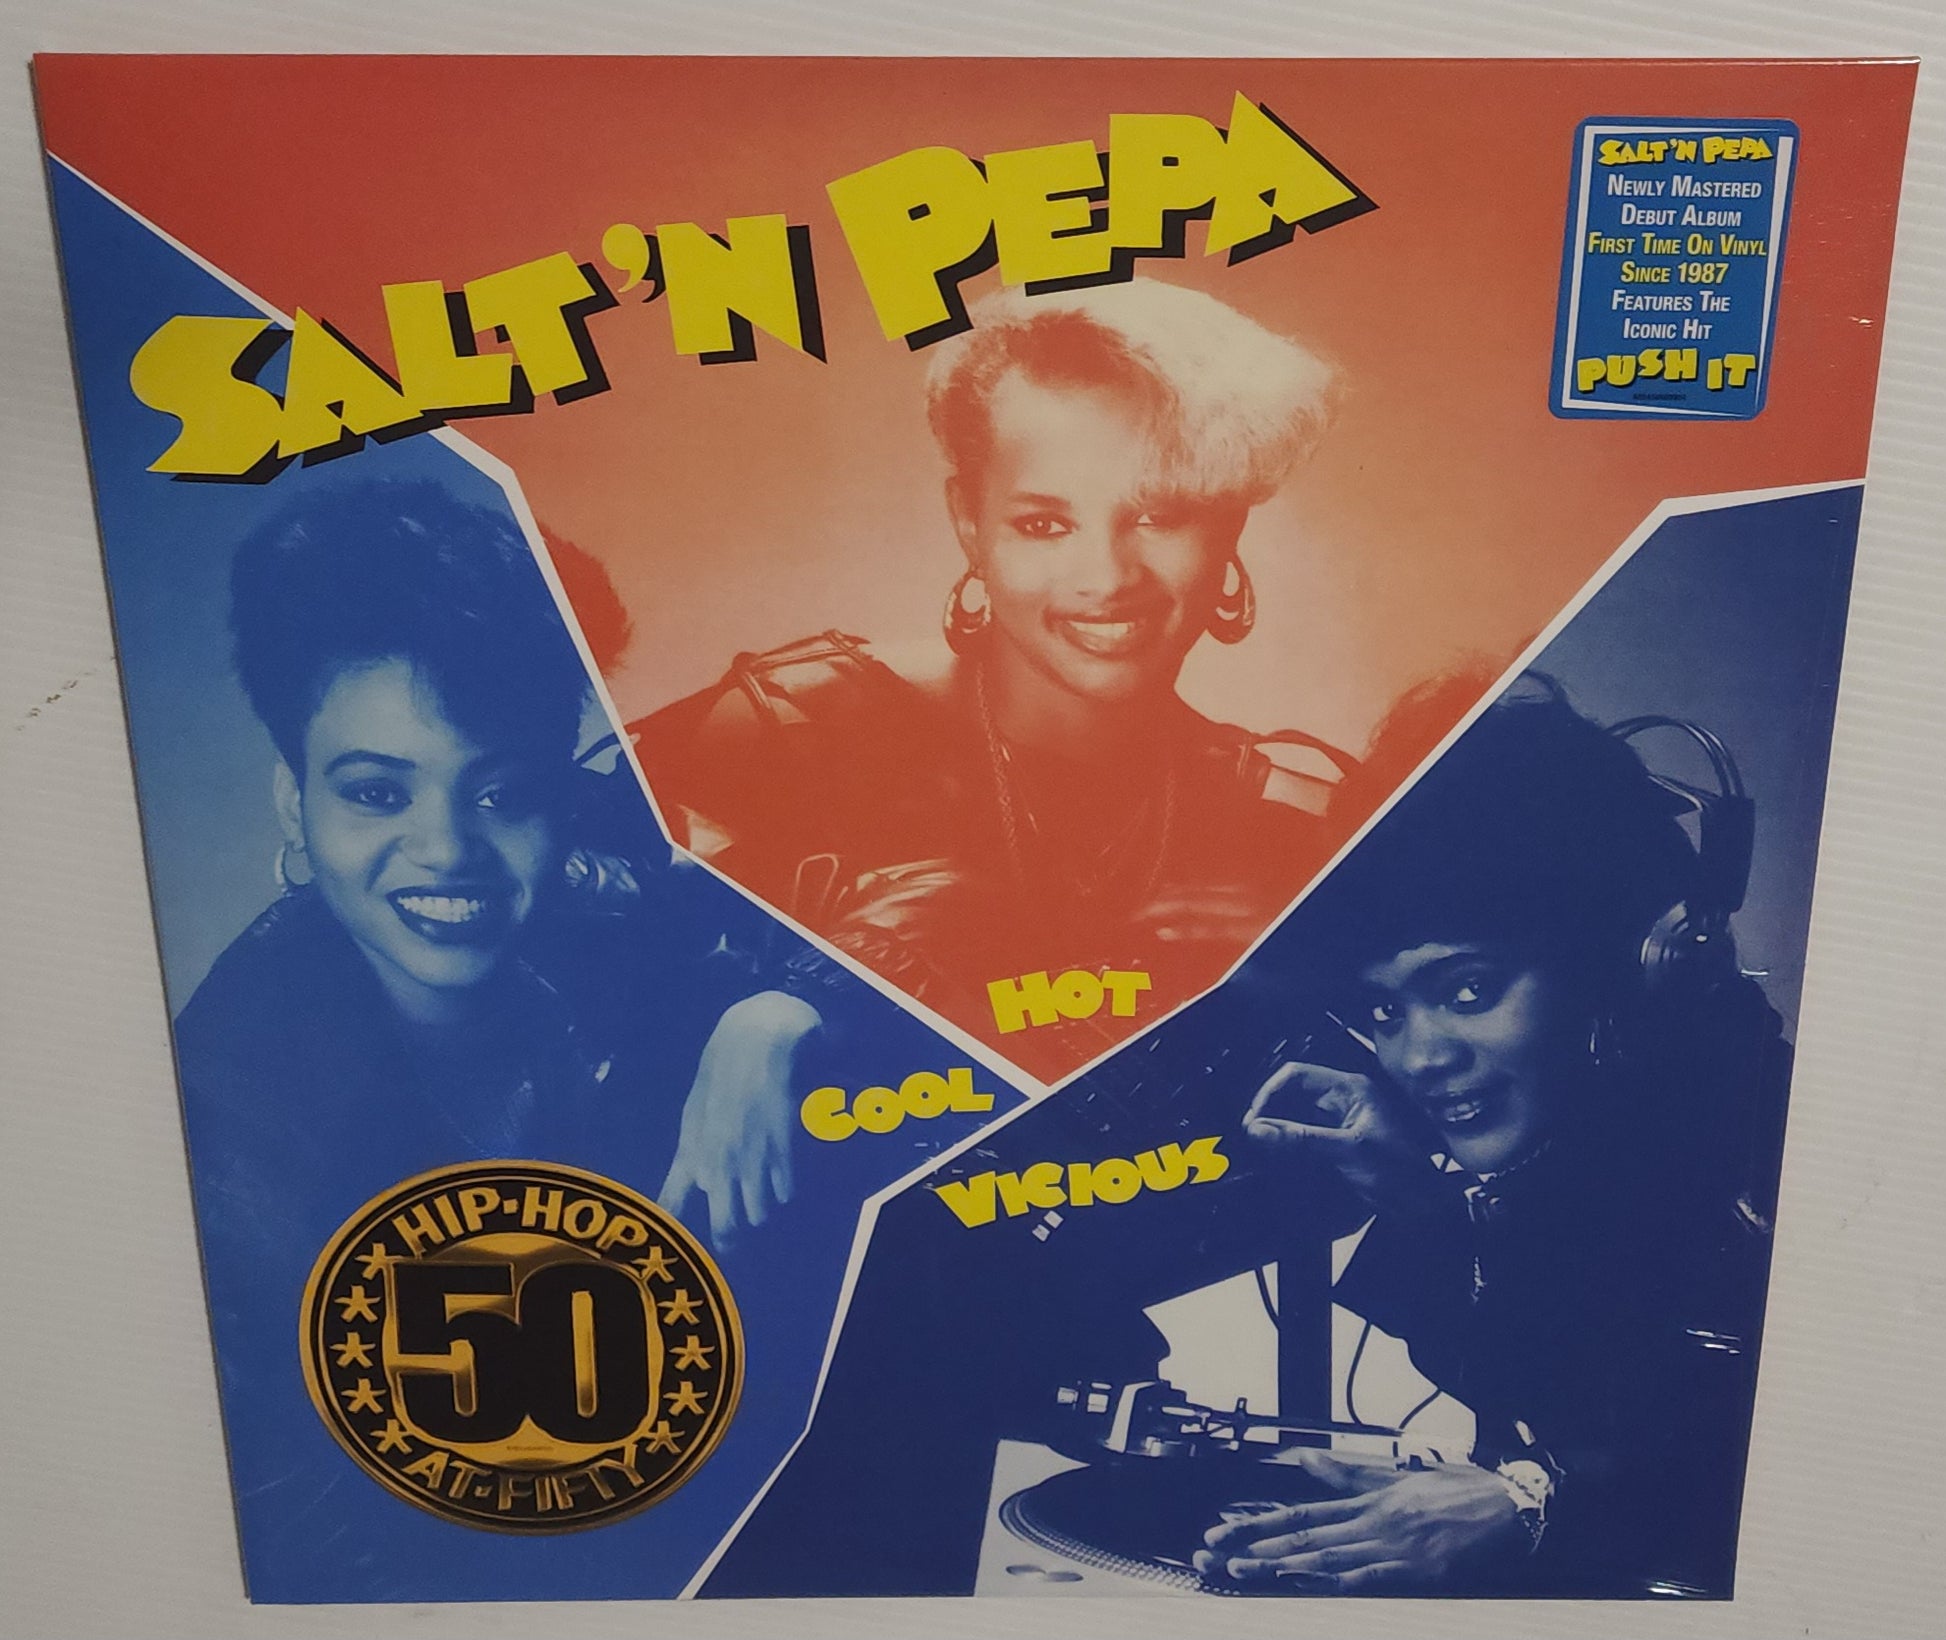 SALT 'N PEPA
SALT 'N PEPA
NEWLY MASTERED
DEBUT ALBUM
FIRST TIME ON VINYL
SINCE 1987
FEATURES THE
ICONIC HIT
PUSH IT
HOT
COOL
VICIOUS
HIP-HOP
50
AT-FIFTY